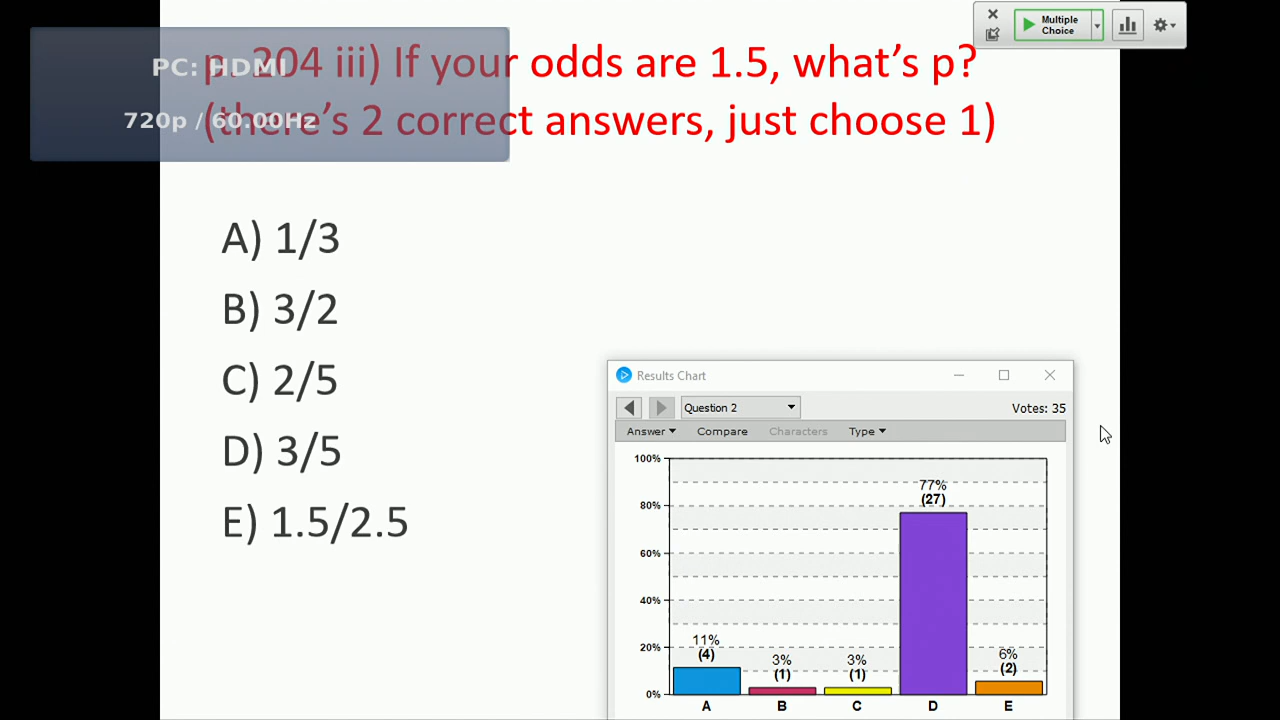 Multiple
Choice
PC: HDMI
720p / 60.00Hz
p. 204 iii) If your odds are 1.5, what's p?
(there's 2 correct answers, just choose 1)
A) 1/3
B) 3/2
C) 2/5
D) 3/5
E) 1.5/2.5
Results Chart
Question 2
Votes: 35
Answer Compare Characters Type
100%
80%
60%
40%
20%
0%
11%
(4)
3%
(1)
3%
(1)
77%
(27)
6%
(2)
A B C D E